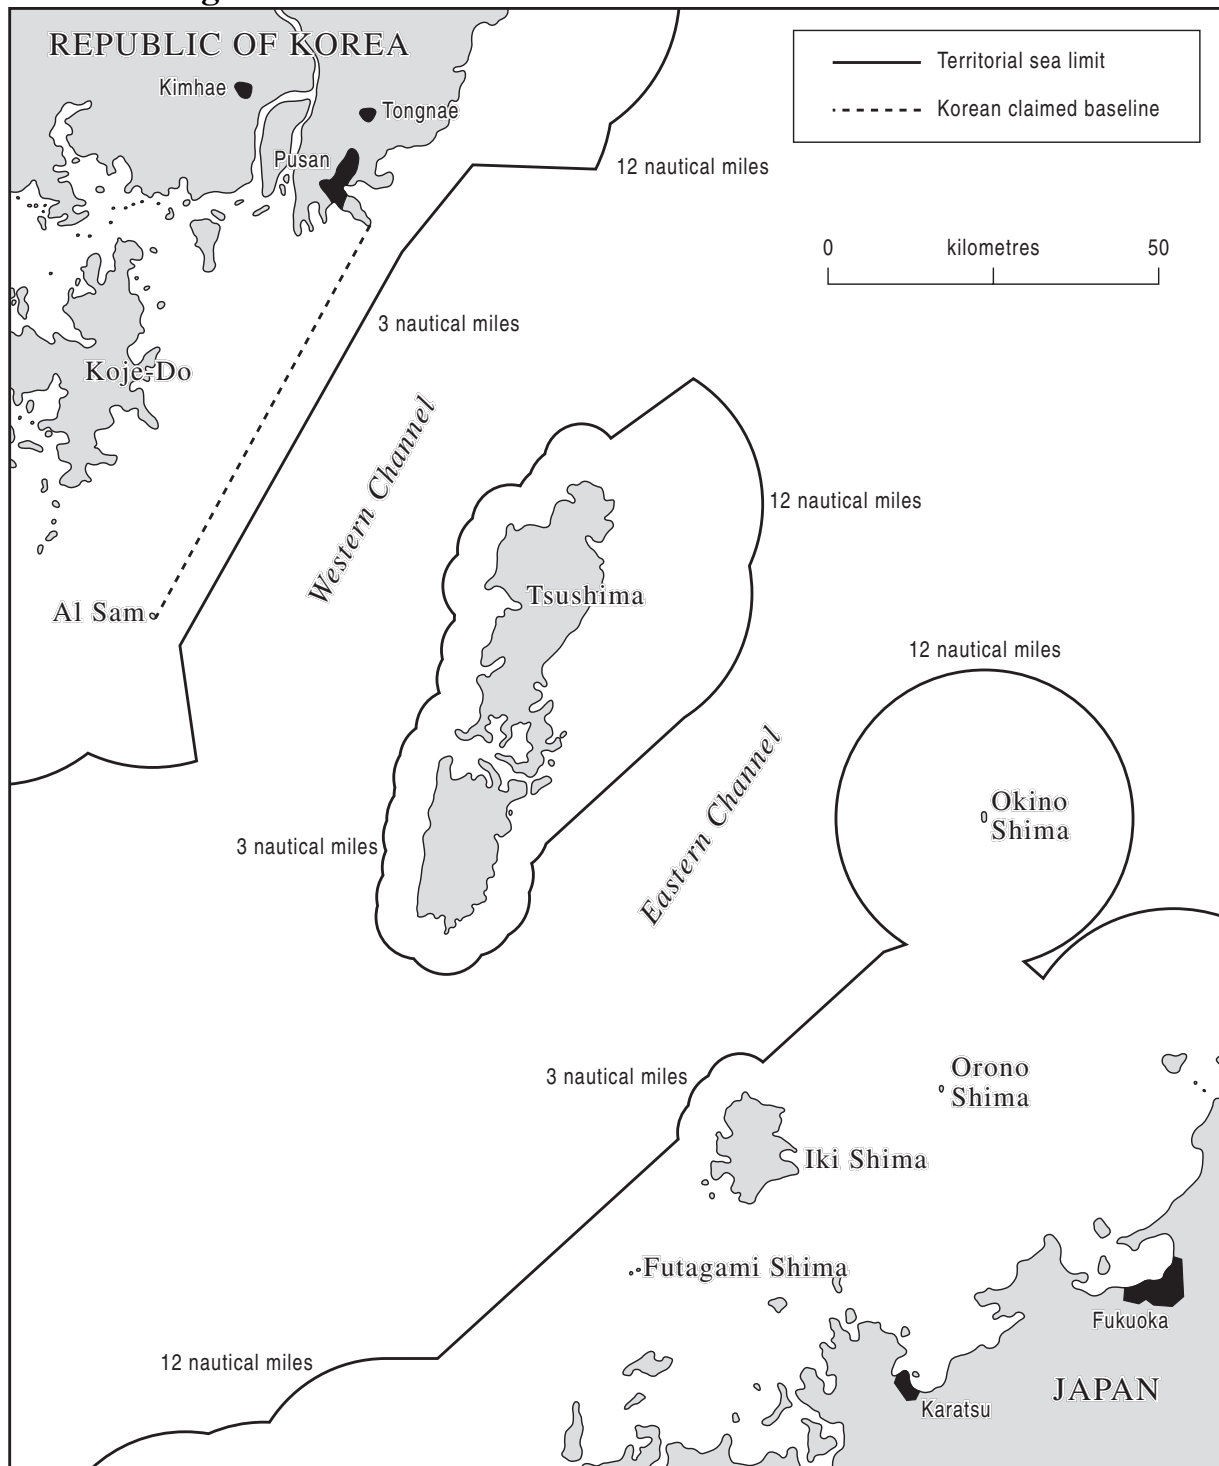 REPUBLIC OF KOREA
Kimhae
Tongnae
Pusan
Territorial sea limit
Korean claimed baseline
12 nautical miles
0 kilometres 50
3 nautical miles
Koje-Do
Western Channel
12 nautical miles
Tsushima
Al Sam
12 nautical miles
Eastern Channel
Okino
Shima
3 nautical miles
3 nautical miles
Orono
Shima
Iki Shima
Futagami Shima
Fukuoka
12 nautical miles
JAPAN
Karatsu